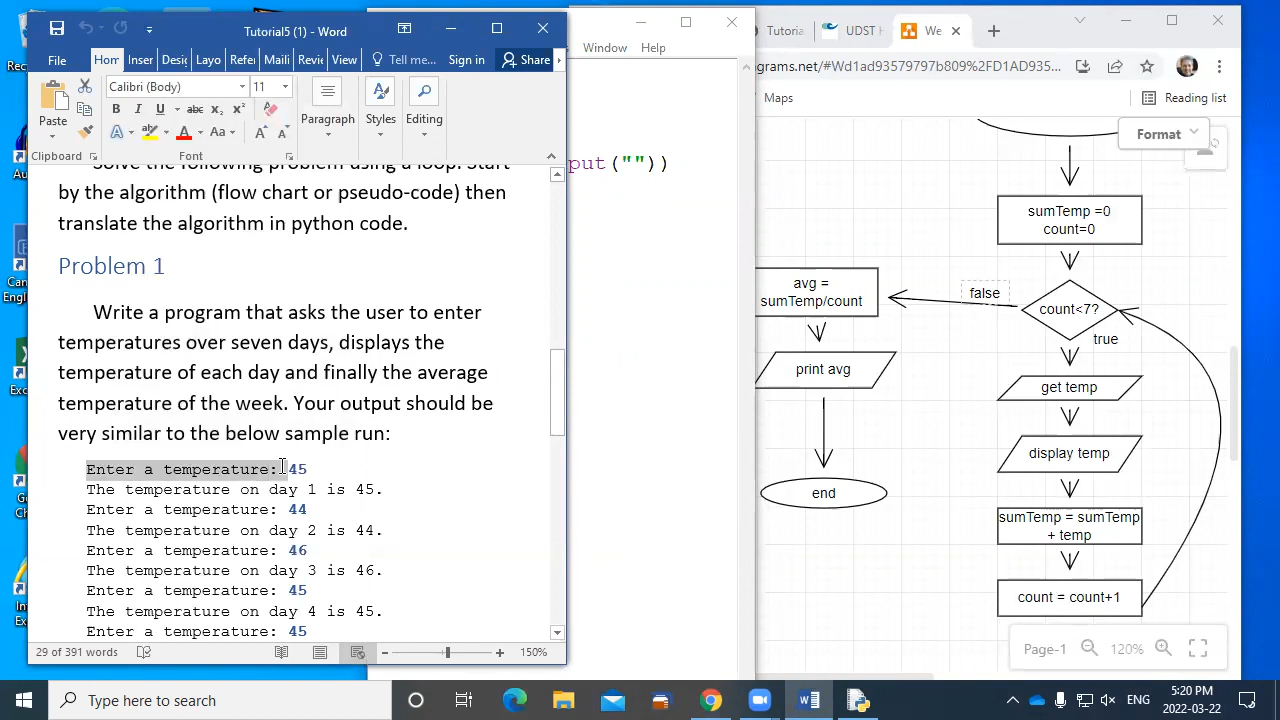 Tutorial5 (1) - Word
File
Hom
Inser
Desig
Layo
Refer
Maili
Revie
View
Tell me...
Sign in
Share
Paste
Calibri (Body)
11
B I U abc x₂ x²
A A Aa A A
Paragraph
Styles
Editing
Clipboard
Font
Solve the following problem using a loop. Start
by the algorithm (flow chart or pseudo-code) then
translate the algorithm in python code.
Problem 1
Write a program that asks the user to enter
temperatures over seven days, displays the
temperature of each day and finally the average
temperature of the week. Your output should be
very similar to the below sample run:
Enter a temperature: 45
The temperature on day 1 is 45.
Enter a temperature: 44
The temperature on day 2 is 44.
Enter a temperature: 46
The temperature on day 3 is 46.
Enter a temperature: 45
The temperature on day 4 is 45.
Enter a temperature: 45
29 of 391 words
150%
Window
Help
put(""))
Tutoria
UDST H
We
agrams.net/#Wd1ad93579797b809%2FD1AD935...
Maps
Reading list
Format
sumTemp =0
count=0
count<7?
false
true
avg =
sumTemp/count
print avg
end
get temp
display temp
sumTemp = sumTemp
+ temp
count = count+1
Page-1
120%
Type here to search
ENG
5:20 PM
2022-03-22